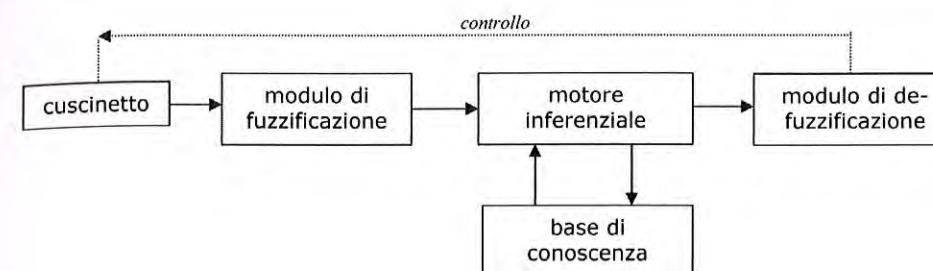 controllo
cuscinetto
modulo di
fuzzificazione
motore
inferenziale
modulo di de-
fuzzificazione
base di
conoscenza